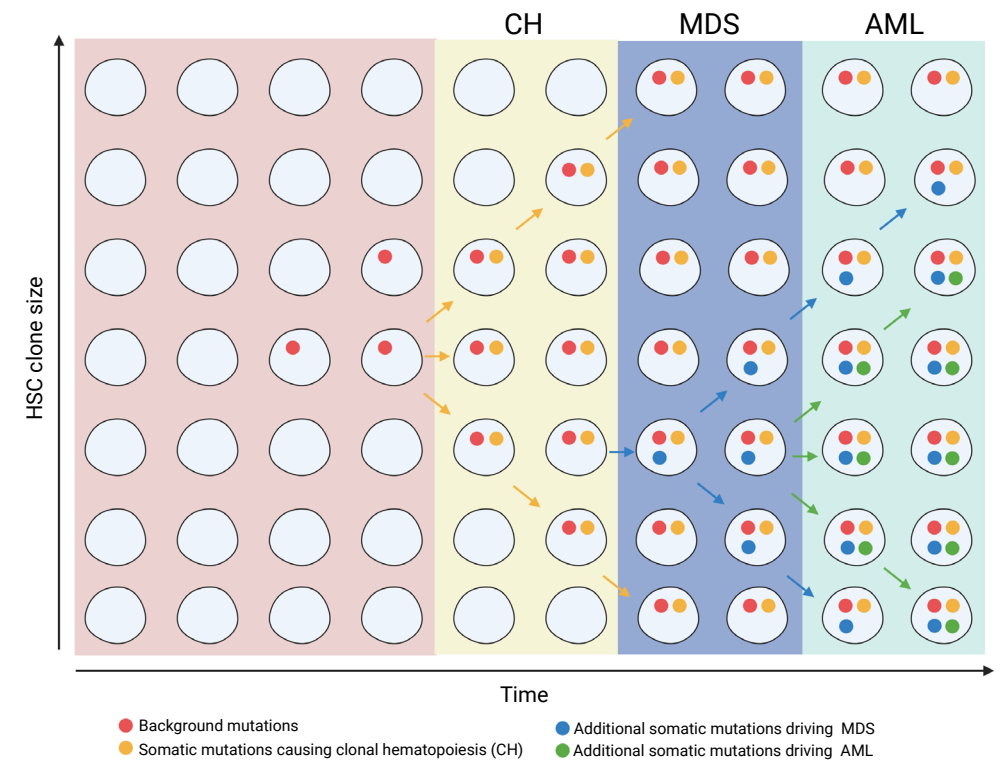 CH
MDS
AML
HSC clone size
Time
Background mutations
Somatic mutations causing clonal hematopoiesis (CH)
Additional somatic mutations driving MDS
Additional somatic mutations driving AML